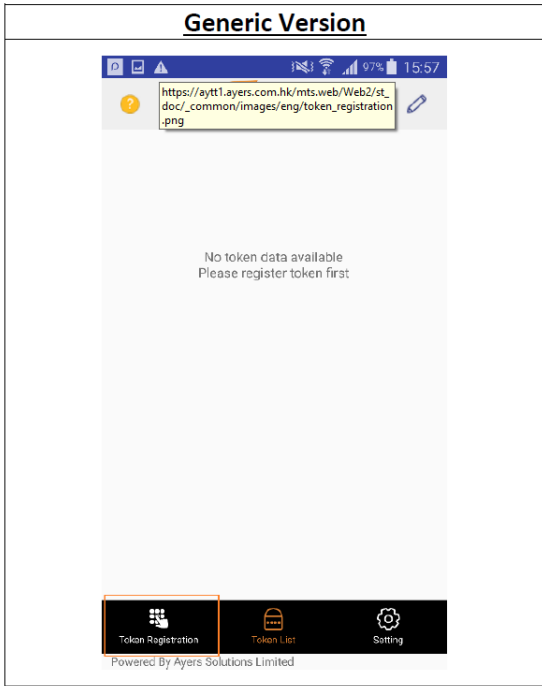 Generic Version
97% 15:57
https://aytt1.ayers.com.hk/mts.web/Web2/st_
doc/_common/images/eng/token_registration
.png
No token data available
Please register token first
Token Registration Token List Setting
Powered By Ayers Solutions Limited